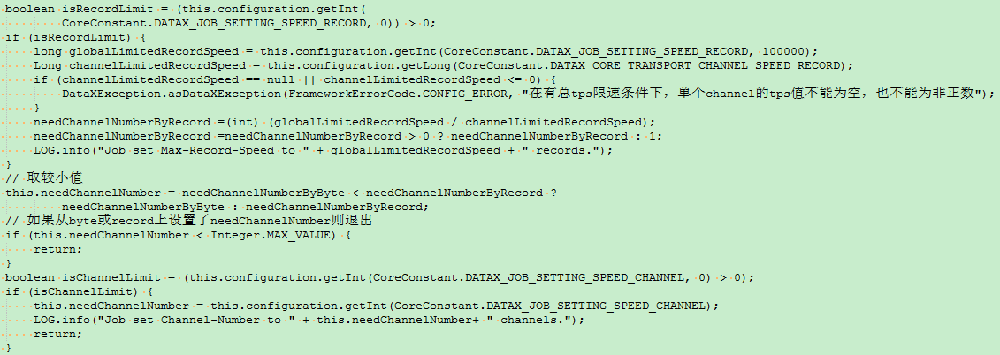 boolean isRecordLimit = (this.configuration.getInt(
        CoreConstant.DATAX_JOB_SETTING_SPEED_RECORD, 0)) > 0;
if (isRecordLimit) {
    long globalLimitedRecordSpeed = this.configuration.getInt(CoreConstant.DATAX_JOB_SETTING_SPEED_RECORD, 100000);
    Long channelLimitedRecordSpeed = this.configuration.getLong(CoreConstant.DATAX_CORE_TRANSPORT_CHANNEL_SPEED_RECORD);
    if (channelLimitedRecordSpeed == null || channelLimitedRecordSpeed <= 0) {
        DataXException.asDataXException(FrameworkErrorCode.CONFIG_ERROR, "在有总tps限速条件下，单个channel的tps值不能为空，也不能为非正数");
    }
    needChannelNumberByRecord =(int) (globalLimitedRecordSpeed / channelLimitedRecordSpeed);
    needChannelNumberByRecord =needChannelNumberByRecord > 0 ? needChannelNumberByRecord : 1;
    LOG.info("Job set Max-Record-Speed to " + globalLimitedRecordSpeed + " records.");
}
// 取较小值
this.needChannelNumber = needChannelNumberByByte < needChannelNumberByRecord ?
        needChannelNumberByByte : needChannelNumberByRecord;
// 如果从byte或record上设置了needChannelNumber则退出
if (this.needChannelNumber < Integer.MAX_VALUE) {
    return;
}
boolean isChannelLimit = (this.configuration.getInt(CoreConstant.DATAX_JOB_SETTING_SPEED_CHANNEL, 0) > 0);
if (isChannelLimit) {
    this.needChannelNumber = this.configuration.getInt(CoreConstant.DATAX_JOB_SETTING_SPEED_CHANNEL);
    LOG.info("Job set Channel-Number to " + this.needChannelNumber+ " channels.");
    return;
}